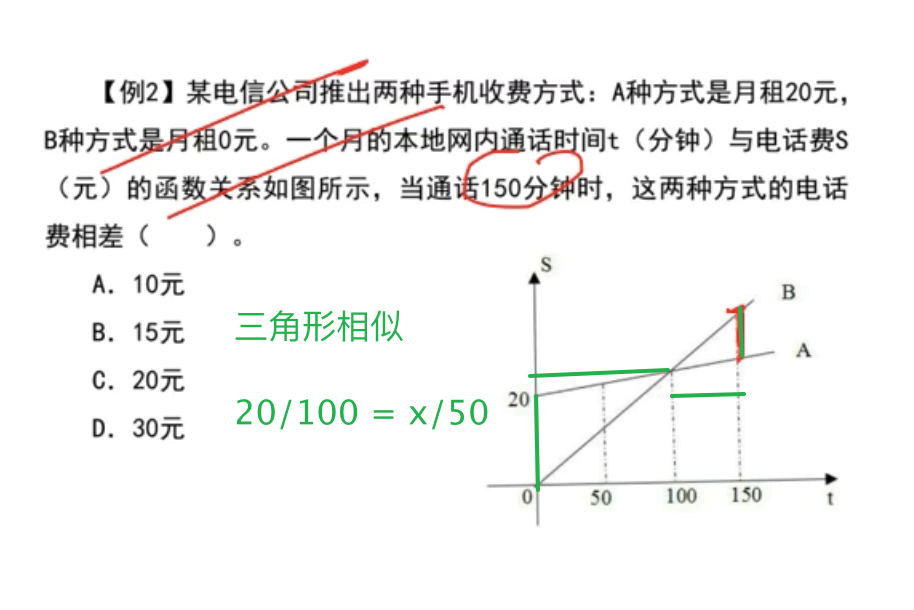 【例2】某电信公司推出两种手机收费方式：A种方式是月租20元，
B种方式是月租0元。一个月的本地网内通话时间t（分钟）与电话费S
（元）的函数关系如图所示，当通话150分钟时，这两种方式的电话
费相差（　　）。
A. 10元
B. 15元
C. 20元
D. 30元
三角形相似
20/100 = x/50
S
B
A
20
0
50
100
150
t